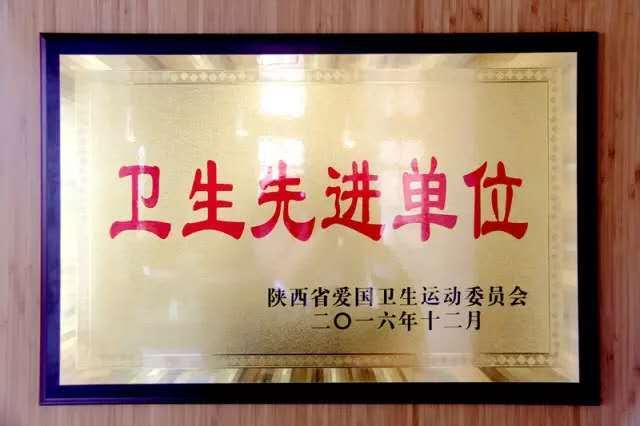 卫生先进单位
陕西省爱国卫生运动委员会
二〇一六年十二月